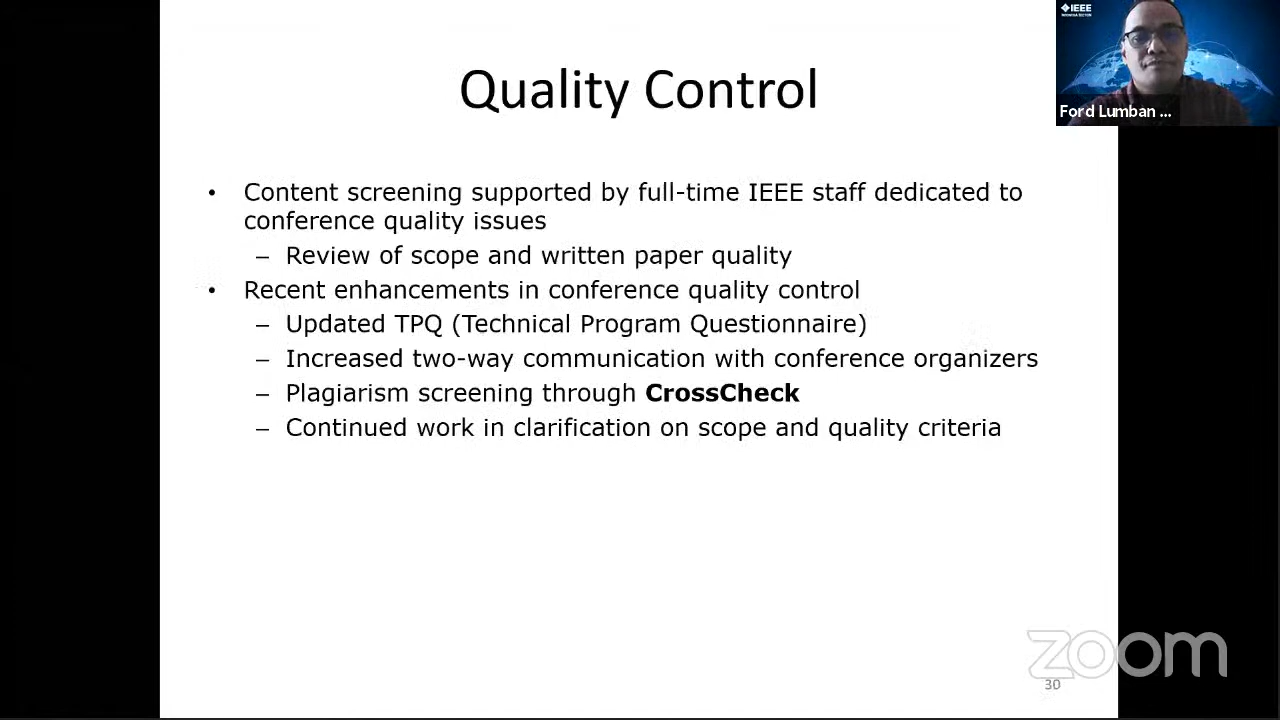 IEEE
Quality Control
Ford Lumban ...
• Content screening supported by full-time IEEE staff dedicated to
conference quality issues
– Review of scope and written paper quality
• Recent enhancements in conference quality control
– Updated TPQ (Technical Program Questionnaire)
– Increased two-way communication with conference organizers
– Plagiarism screening through CrossCheck
– Continued work in clarification on scope and quality criteria
zoom
30